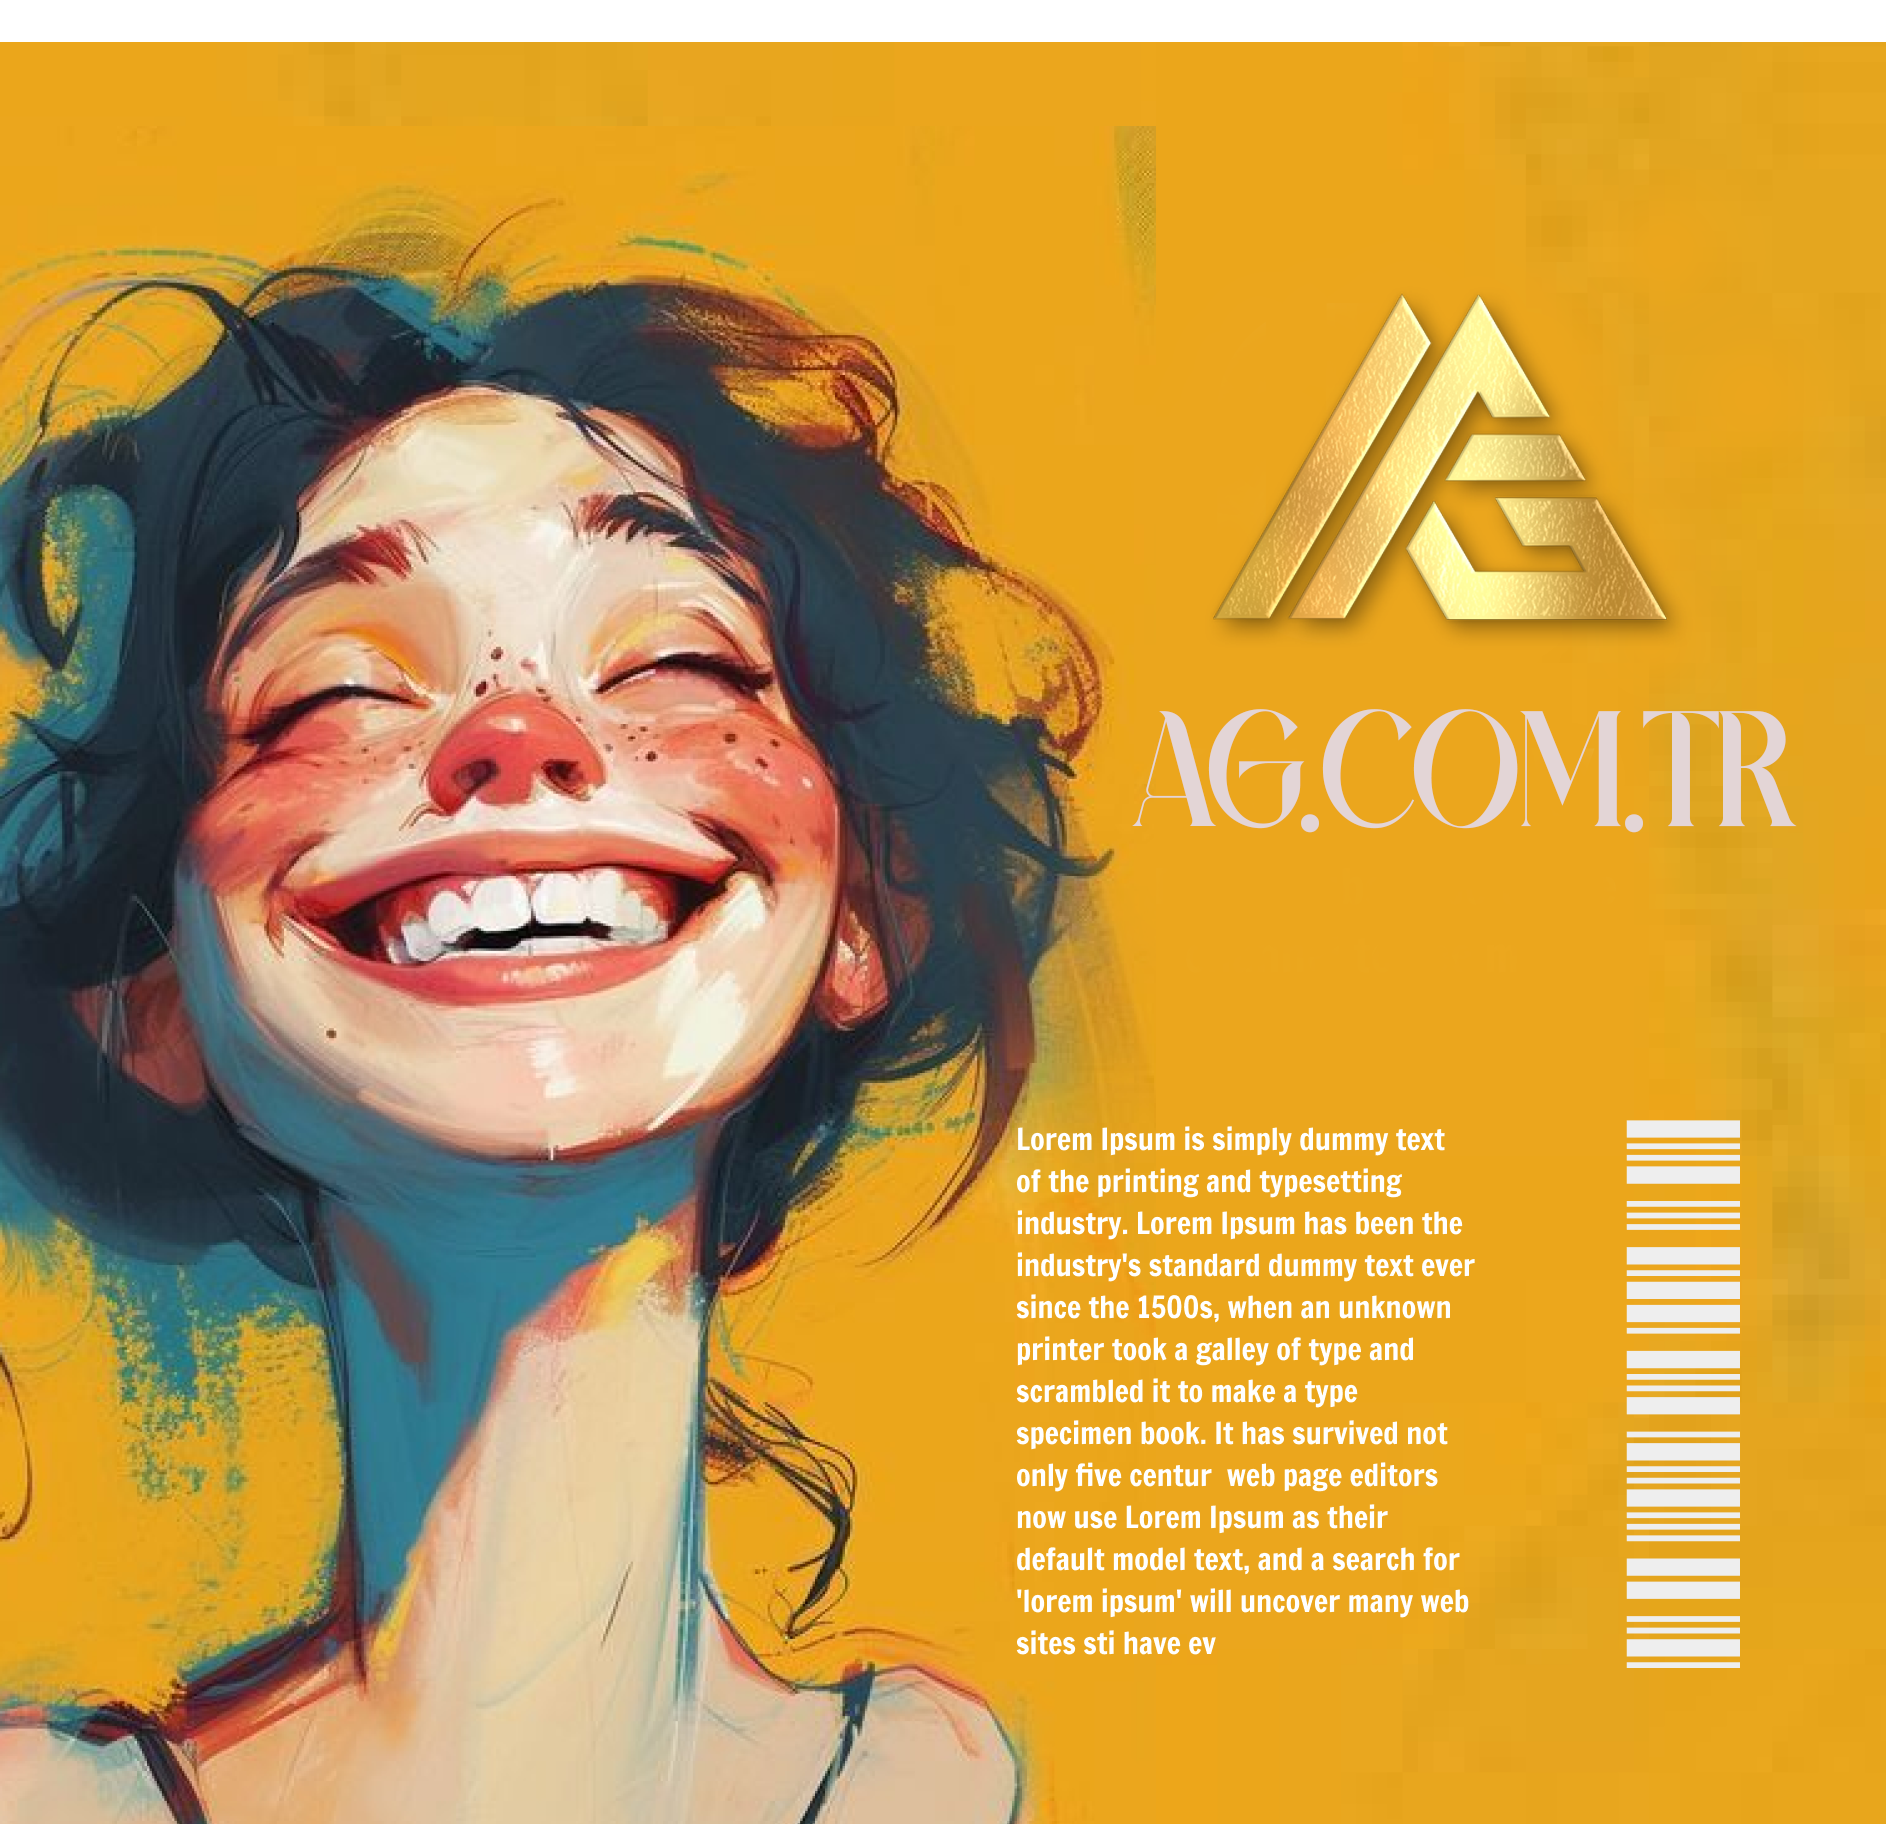 AG.COM.TR
Lorem Ipsum is simply dummy text
of the printing and typesetting
industry. Lorem Ipsum has been the
industry's standard dummy text ever
since the 1500s, when an unknown
printer took a galley of type and
scrambled it to make a type
specimen book. It has survived not
only five centur  web page editors
now use Lorem Ipsum as their
default model text, and a search for
'lorem ipsum' will uncover many web
sites sti have ev